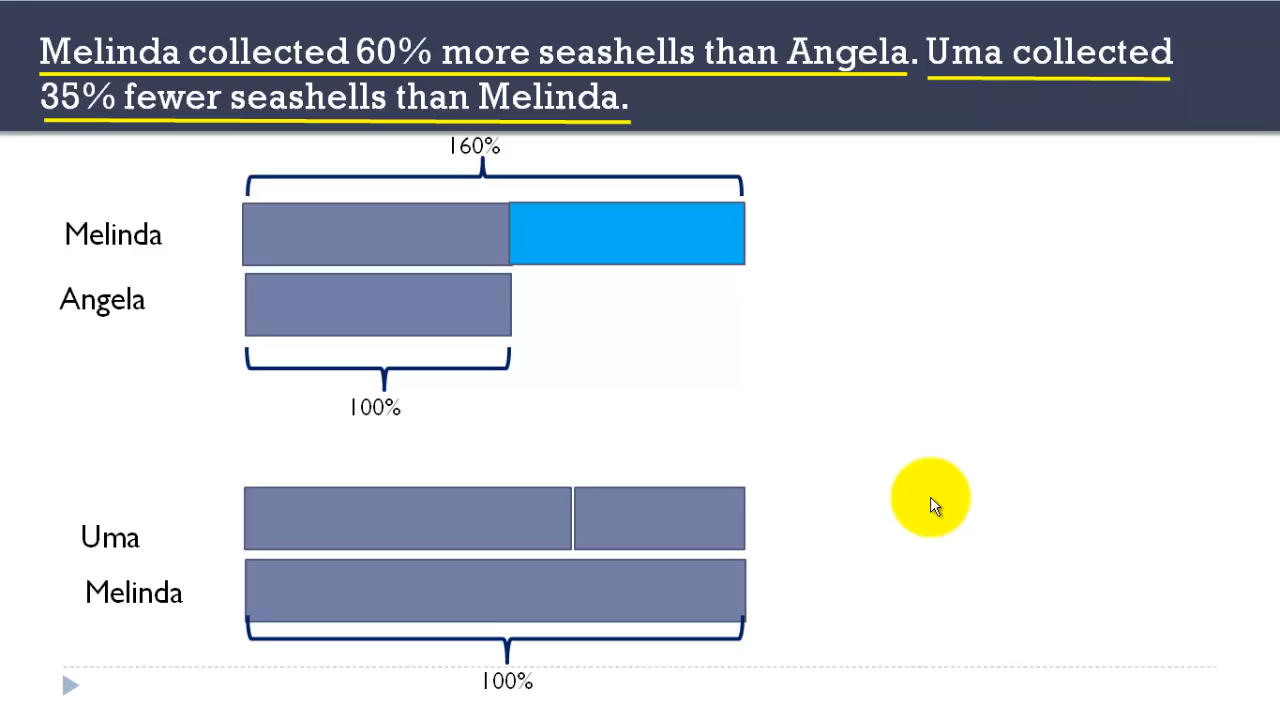 Melinda collected 60% more seashells than Angela. Uma collected
35% fewer seashells than Melinda.
160%
Melinda
Angela
100%
Uma
Melinda
100%